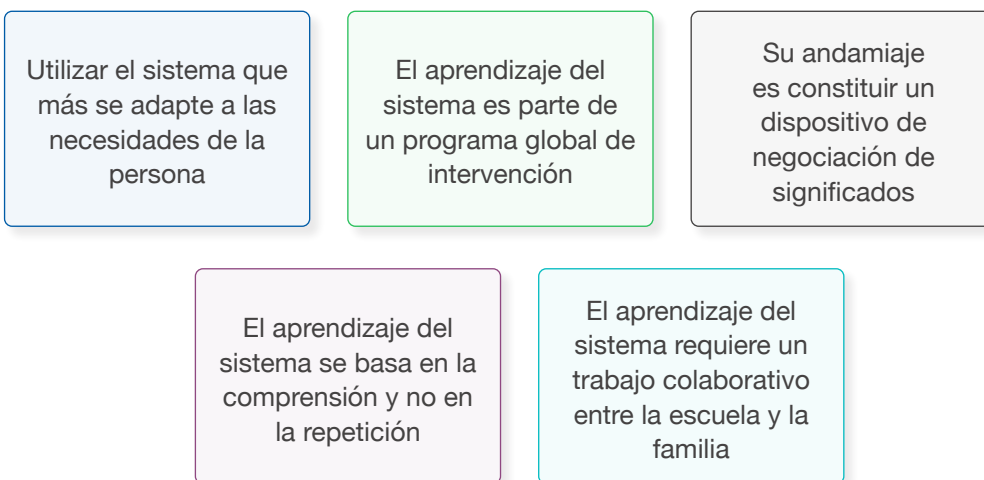 Utilizar el sistema que
más se adapte a las
necesidades de la
persona
El aprendizaje del
sistema es parte de
un programa global de
intervención
Su andamiaje
es constituir un
dispositivo de
negociación de
significados
El aprendizaje del
sistema se basa en la
comprensión y no en
la repetición
El aprendizaje del
sistema requiere un
trabajo colaborativo
entre la escuela y la
familia